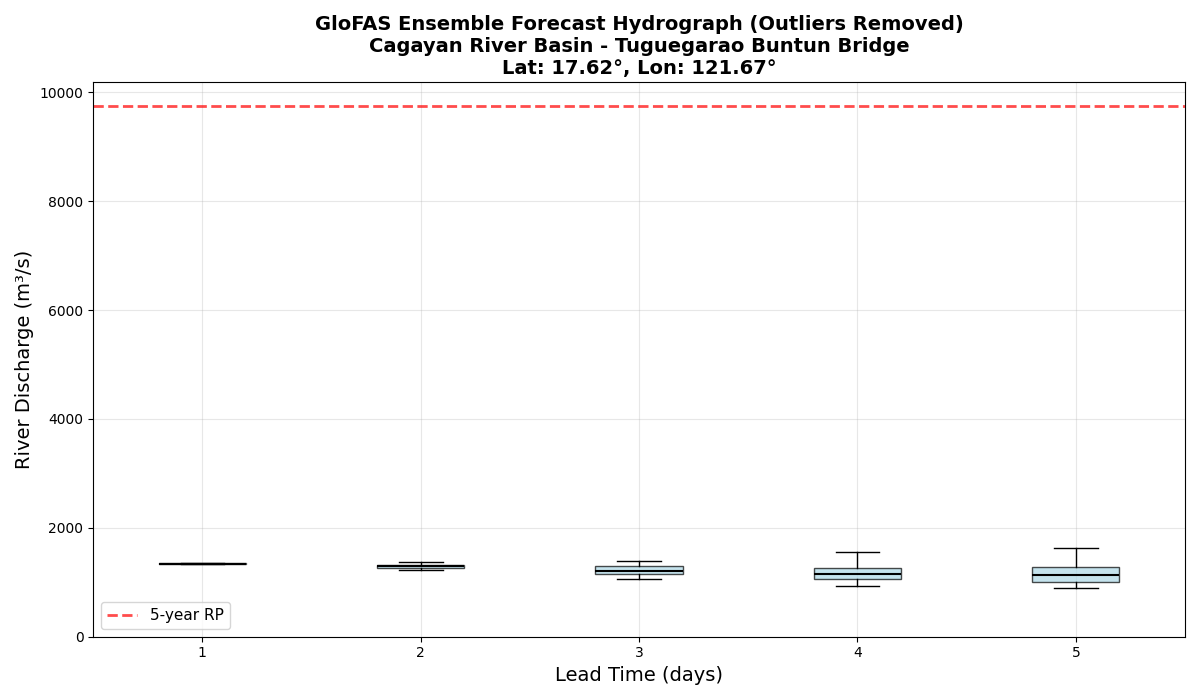 GloFAS Ensemble Forecast Hydrograph (Outliers Removed)
Cagayan River Basin - Tuguegarao Buntun Bridge
Lat: 17.62°, Lon: 121.67°
River Discharge (m³/s)
10000
8000
6000
4000
2000
0
5-year RP
1 2 3 4 5
Lead Time (days)